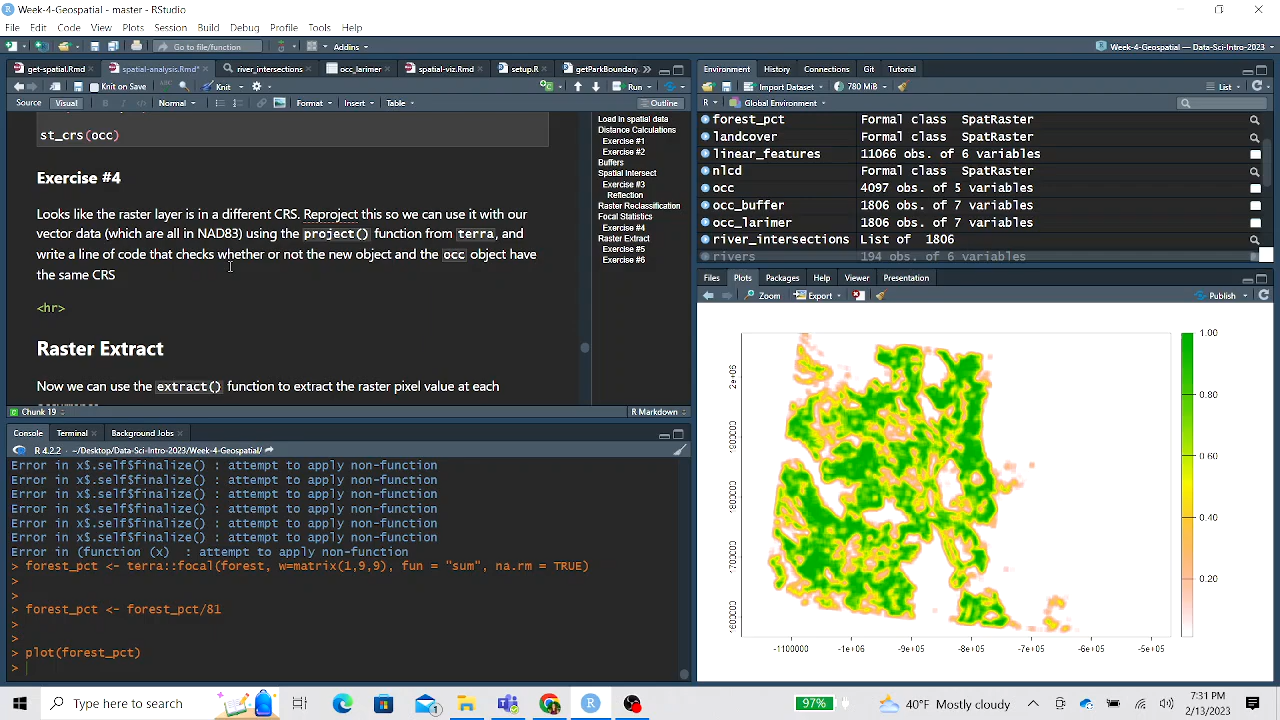 Week-4-Geospatial - master - RStudio
File Edit Code View Plots Session Build Debug Profile Tools Help
Go to file/function Addins Week-4-Geospatial — Data-Sci-Intro-2023
get-spatial.Rmd spatial-analysis.Rmd* river_intersections occ_larimer spatial-viz.Rmd setup.R getParkBoundary
Knit on Save ABC Knit Run
Source Visual B I Normal Format Insert Table Outline
st_crs(occ)
Exercise #4
Looks like the raster layer is in a different CRS. Reproject this so we can use it with our
vector data (which are all in NAD83) using the project() function from terra, and
write a line of code that checks whether or not the new object and the occ object have
the same CRS
<hr>
Raster Extract
Now we can use the extract() function to extract the raster pixel value at each
Load in spatial data
Distance Calculations
Exercise #1
Exercise #2
Buffers
Spatial Intersect
Exercise #3
Reflection
Raster Reclassification
Focal Statistics
Exercise #4
Raster Extract
Exercise #5
Exercise #6
Chunk 19 R Markdown
Console Terminal Background Jobs
R 4.2.2 · ~/Desktop/Data-Sci-Intro-2023/Week-4-Geospatial/
Error in x$.self$finalize() : attempt to apply non-function
Error in x$.self$finalize() : attempt to apply non-function
Error in x$.self$finalize() : attempt to apply non-function
Error in x$.self$finalize() : attempt to apply non-function
Error in x$.self$finalize() : attempt to apply non-function
Error in x$.self$finalize() : attempt to apply non-function
Error in (function (x) : attempt to apply non-function
> forest_pct <- terra::focal(forest, w=matrix(1,9,9), fun = "sum", na.rm = TRUE)
>
> forest_pct <- forest_pct/81
>
> plot(forest_pct)
>
Environment History Connections Git Tutorial
Import Dataset 780 MiB List
R Global Environment
forest_pct Formal class SpatRaster
landcover Formal class SpatRaster
linear_features 11066 obs. of 6 variables
nlcd Formal class SpatRaster
occ 4097 obs. of 5 variables
occ_buffer 1806 obs. of 7 variables
occ_larimer 1806 obs. of 7 variables
river_intersections List of 1806
rivers 194 obs. of 6 variables
Files Plots Packages Help Viewer Presentation
Zoom Export Publish
2e+06
1900000
1800000
1700000
1600000
-1100000 -1e+06 -9e+05 -8e+05 -7e+05 -6e+05 -5e+05
1.00
0.80
0.60
0.40
0.20
Type here to search 97% 40°F Mostly cloudy 7:31 PM
2/13/2023